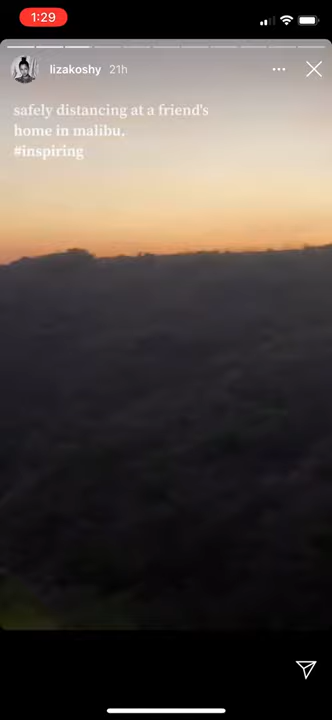 1:29
lizakoshy 21h
safely distancing at a friend's
home in malibu.
#inspiring